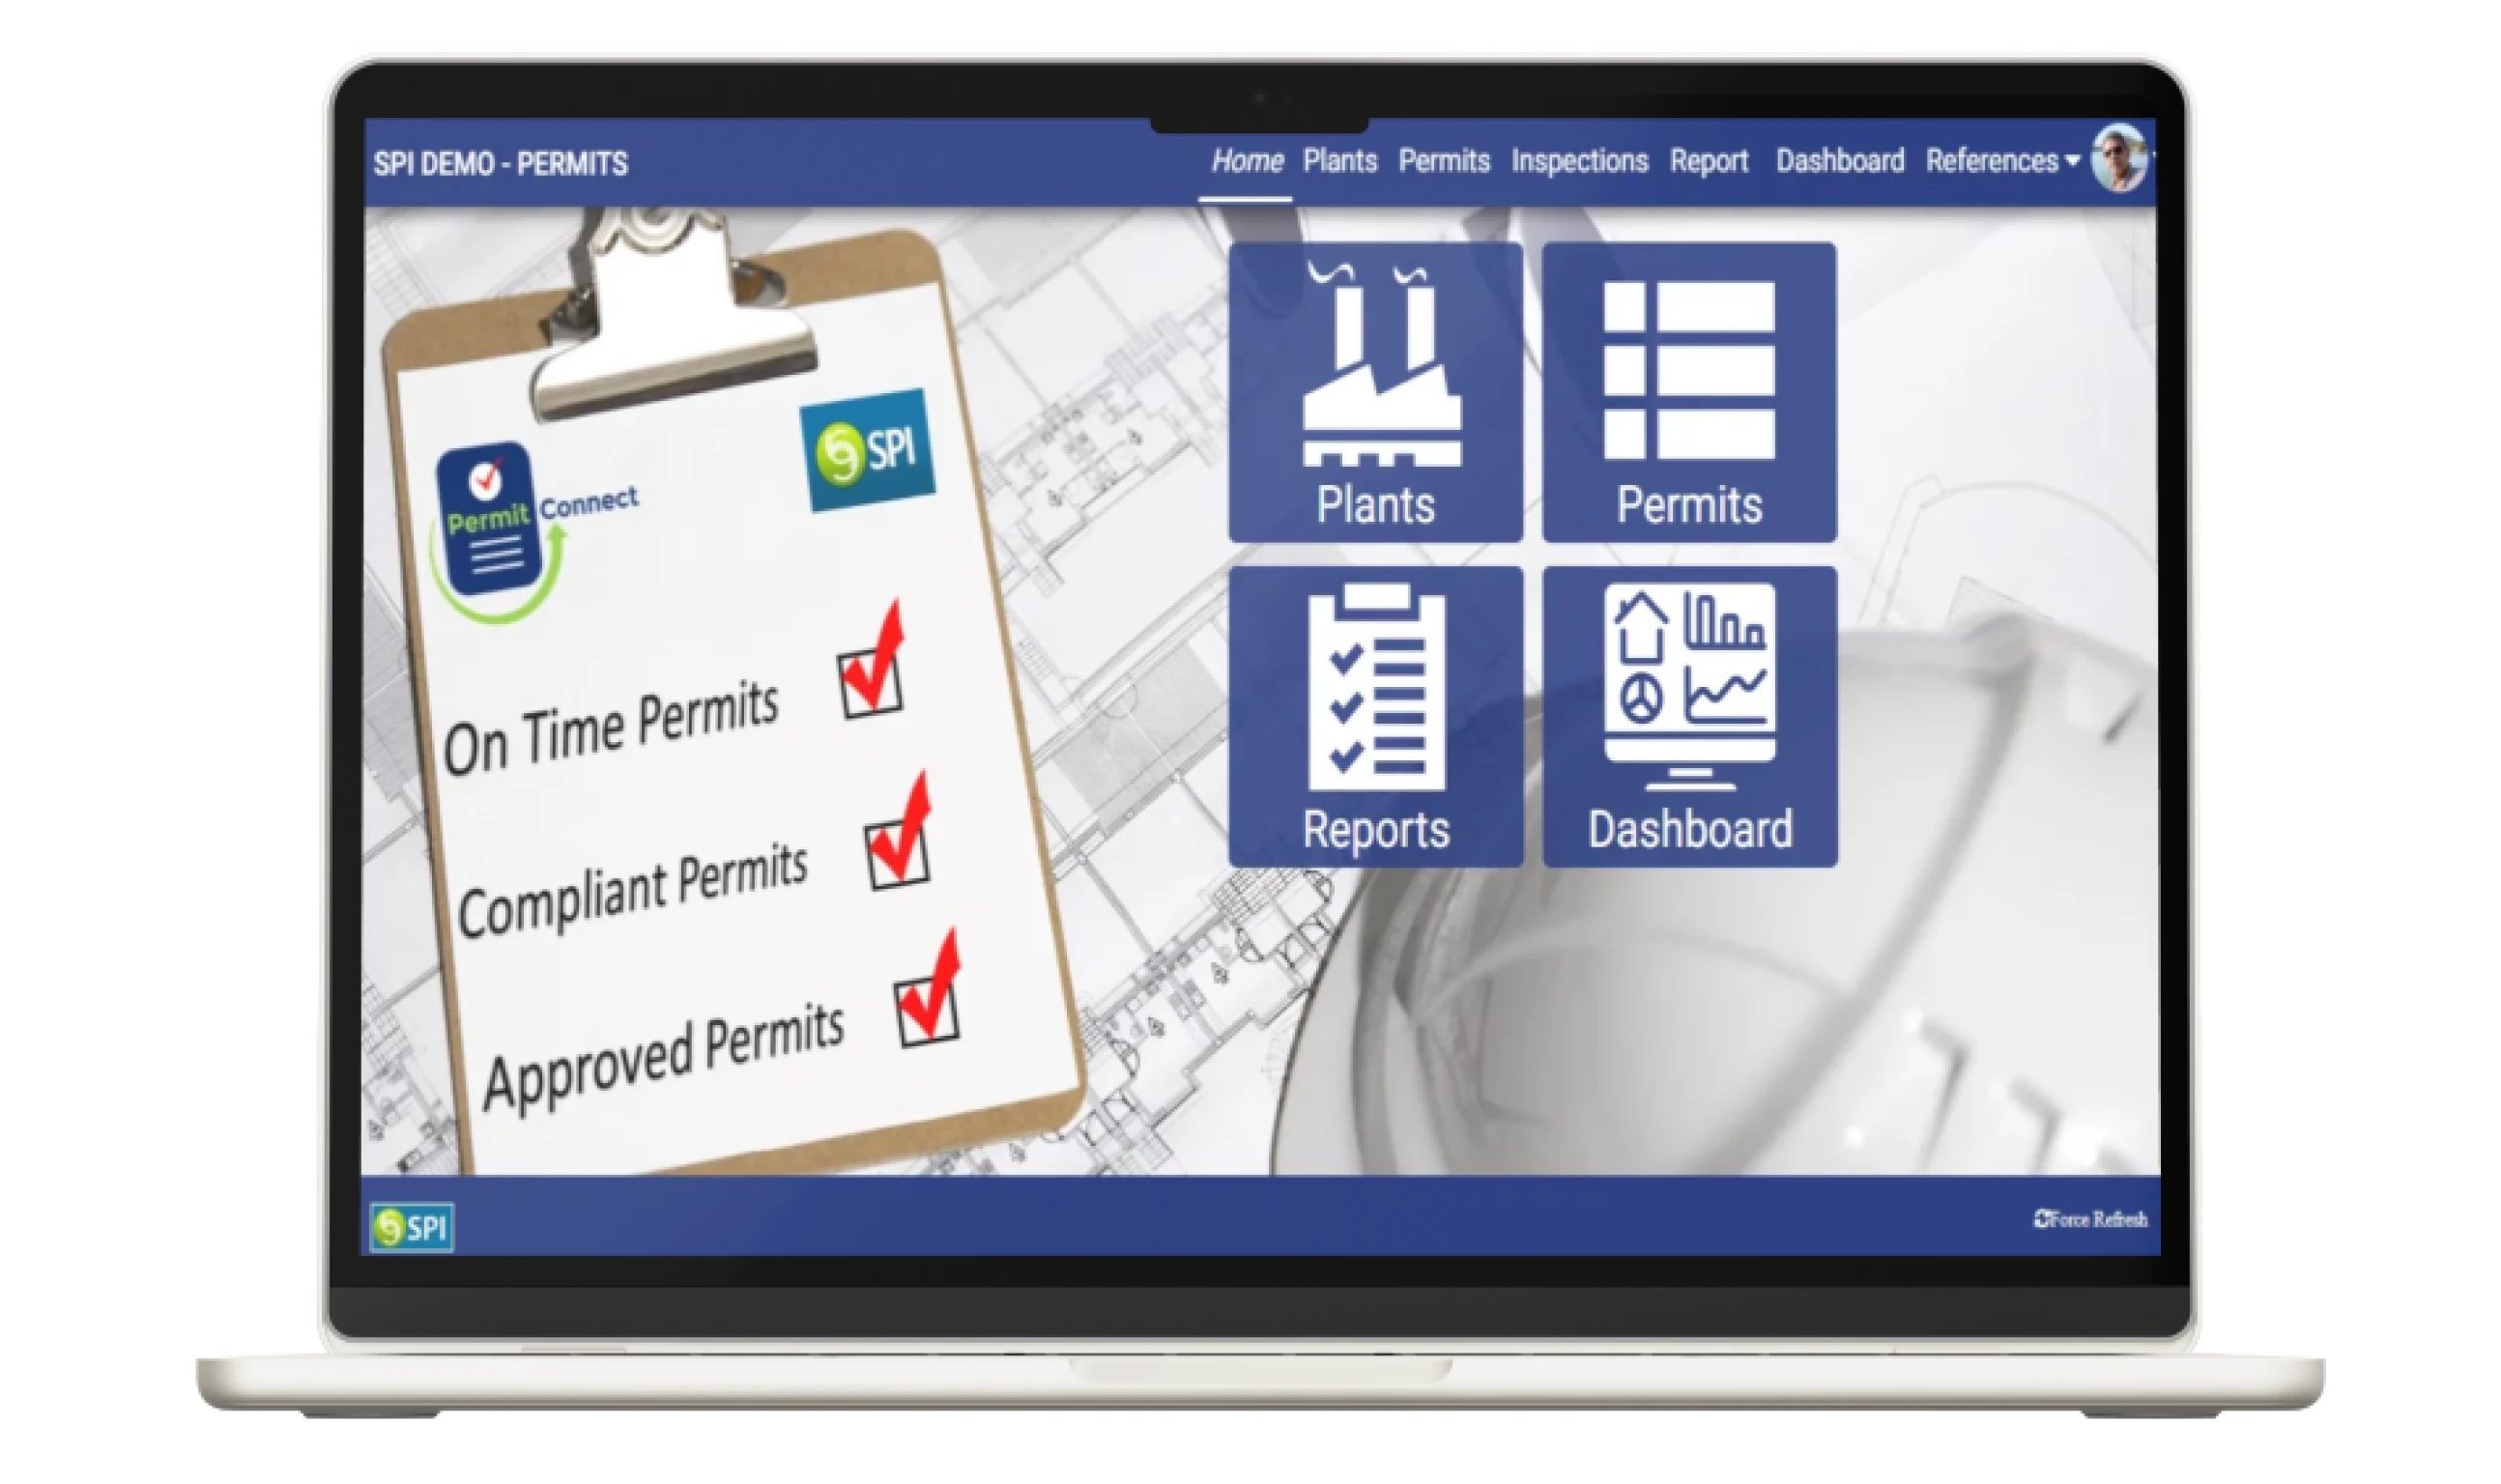 SPI DEMO - PERMITS
Home Plants Permits Inspections Report Dashboard References
SPI
Permit Connect
On Time Permits
Compliant Permits
Approved Permits
Plants
Permits
Reports
Dashboard
SPI
Force Refresh